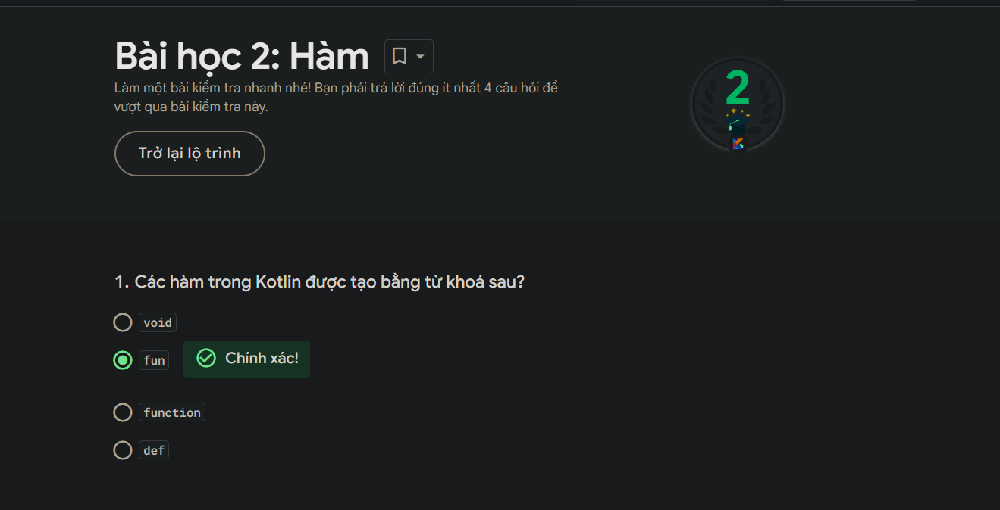 Bài học 2: Hàm
Làm một bài kiểm tra nhanh nhé! Bạn phải trả lời đúng ít nhất 4 câu hỏi để
vượt qua bài kiểm tra này.
Trở lại lộ trình
2
1. Các hàm trong Kotlin được tạo bằng từ khoá sau?
void
fun
Chính xác!
function
def